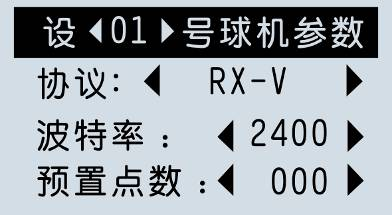 设◀01▶号球机参数
协议:◀ RX-V ▶
波特率:◀ 2400 ▶
预置点数:◀ 000 ▶